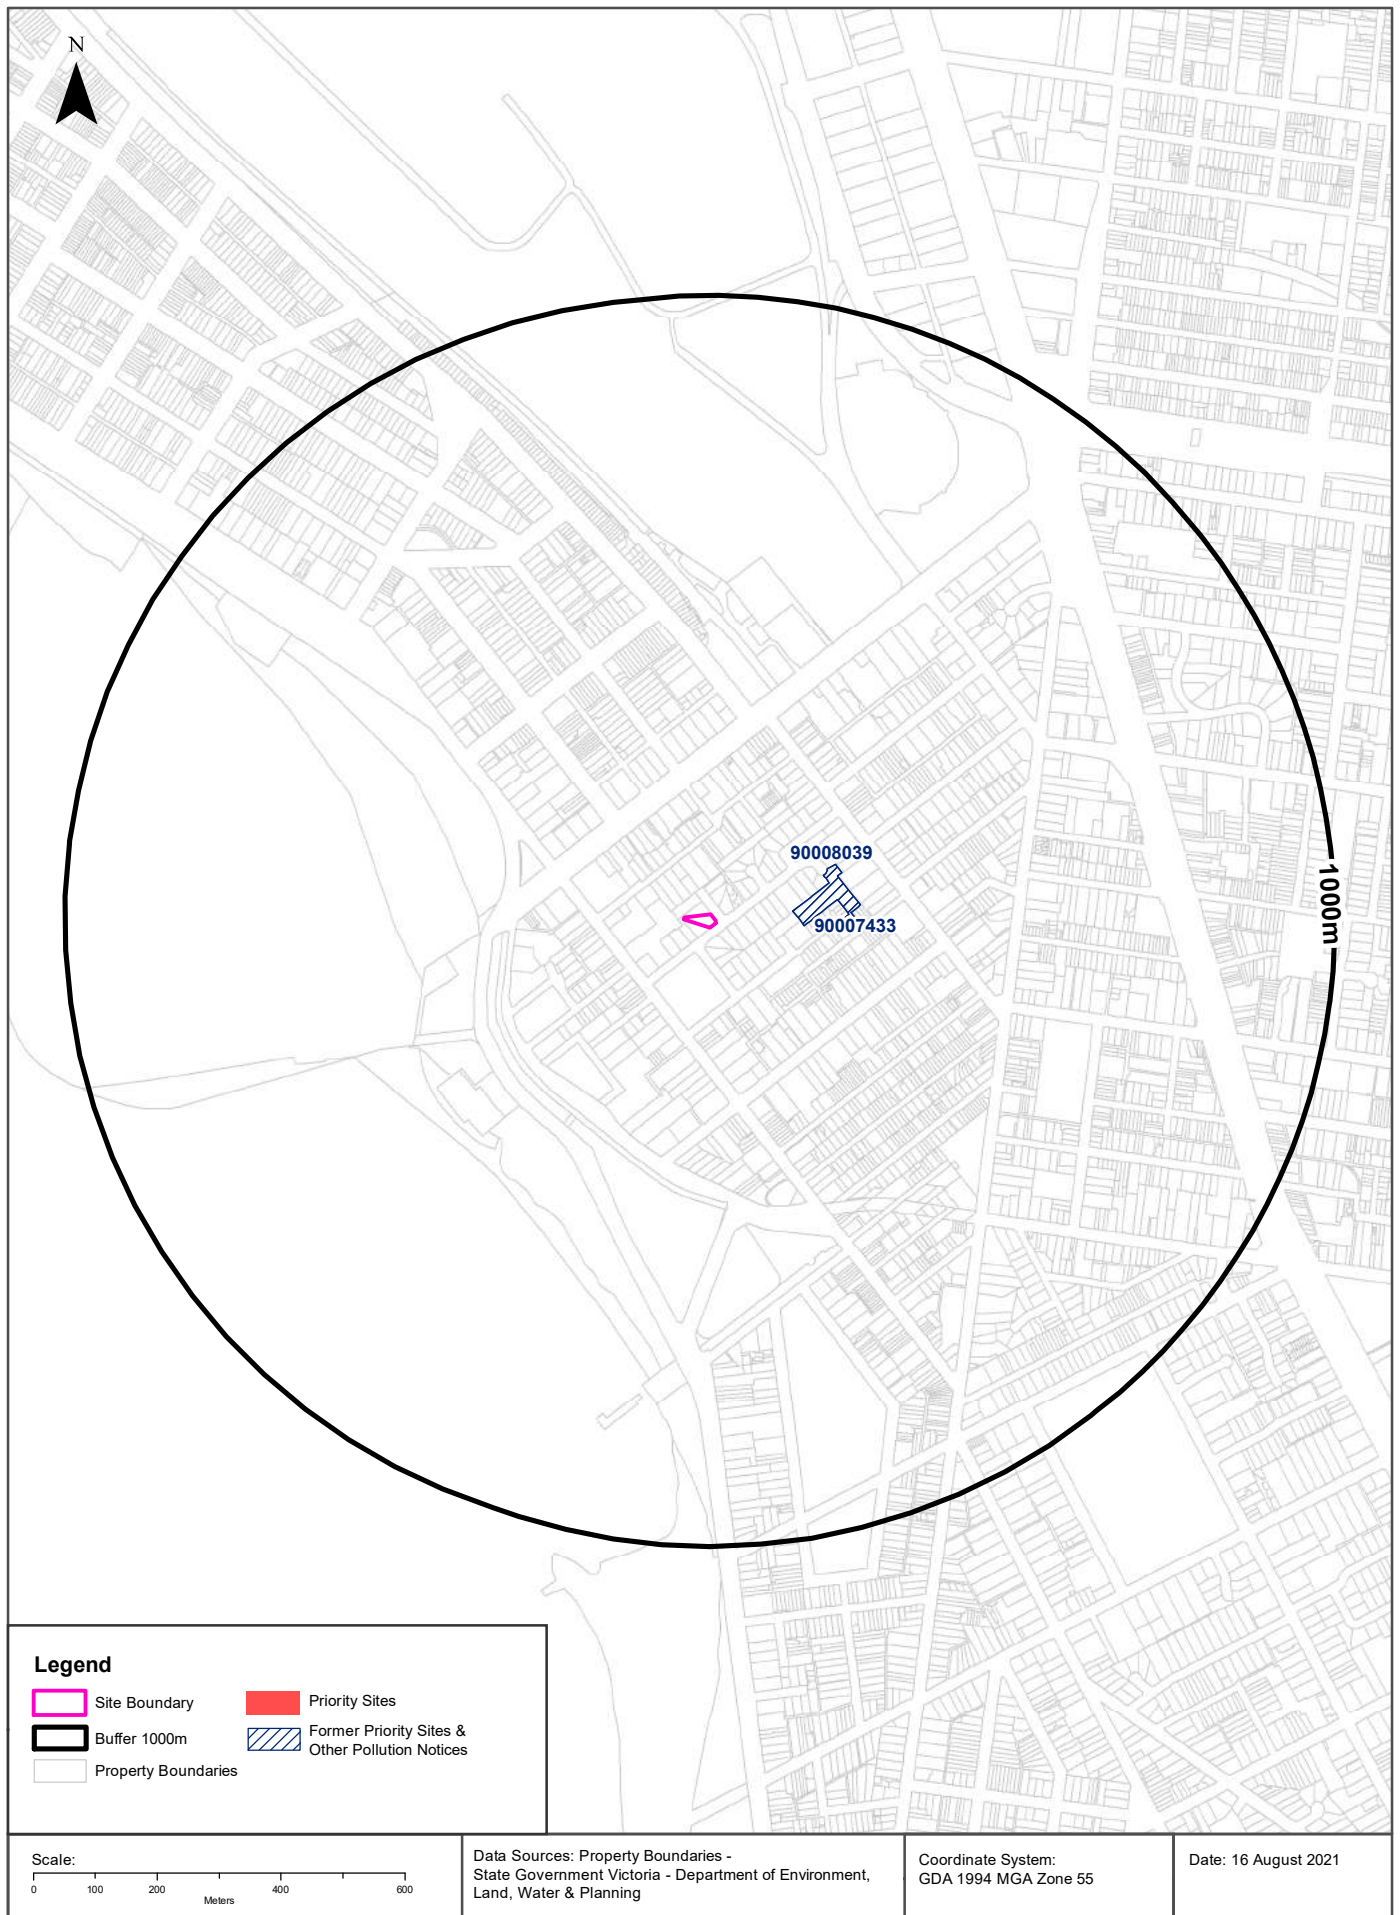 N
90008039
90007433
1000m
Legend
Site Boundary
Buffer 1000m
Property Boundaries
Priority Sites
Former Priority Sites &
Other Pollution Notices
Scale:
0 100 200 400 600
Meters
Data Sources: Property Boundaries -
State Government Victoria - Department of Environment,
Land, Water & Planning
Coordinate System:
GDA 1994 MGA Zone 55
Date: 16 August 2021